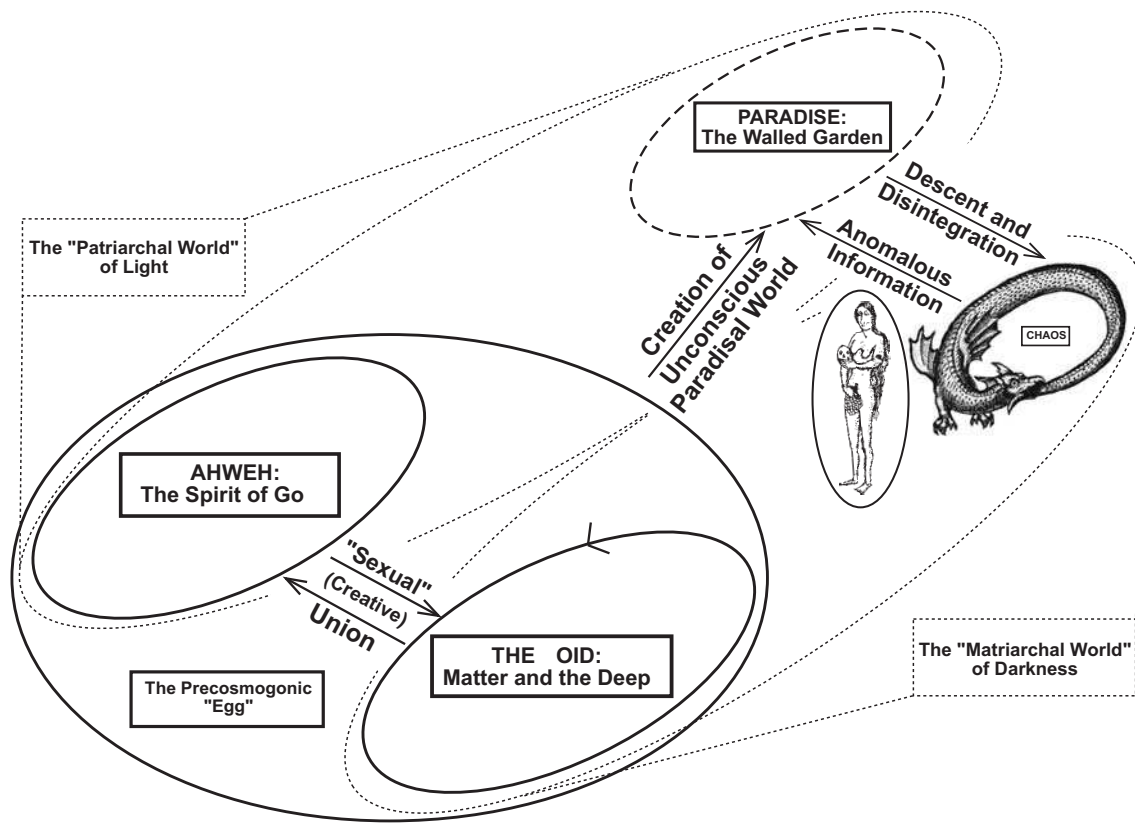 PARADISE:
The Walled Garden
Descent and
Disintegration
Anomalous
Information
The "Patriarchal World"
of Light
Creation of
Unconscious
Paradisal World
CHAOS
AHWEH:
The Spirit of Go
"Sexual"
(Creative)
Union
THE OID:
Matter and the Deep
The "Matriarchal World"
of Darkness
The Precosmogonic
"Egg"